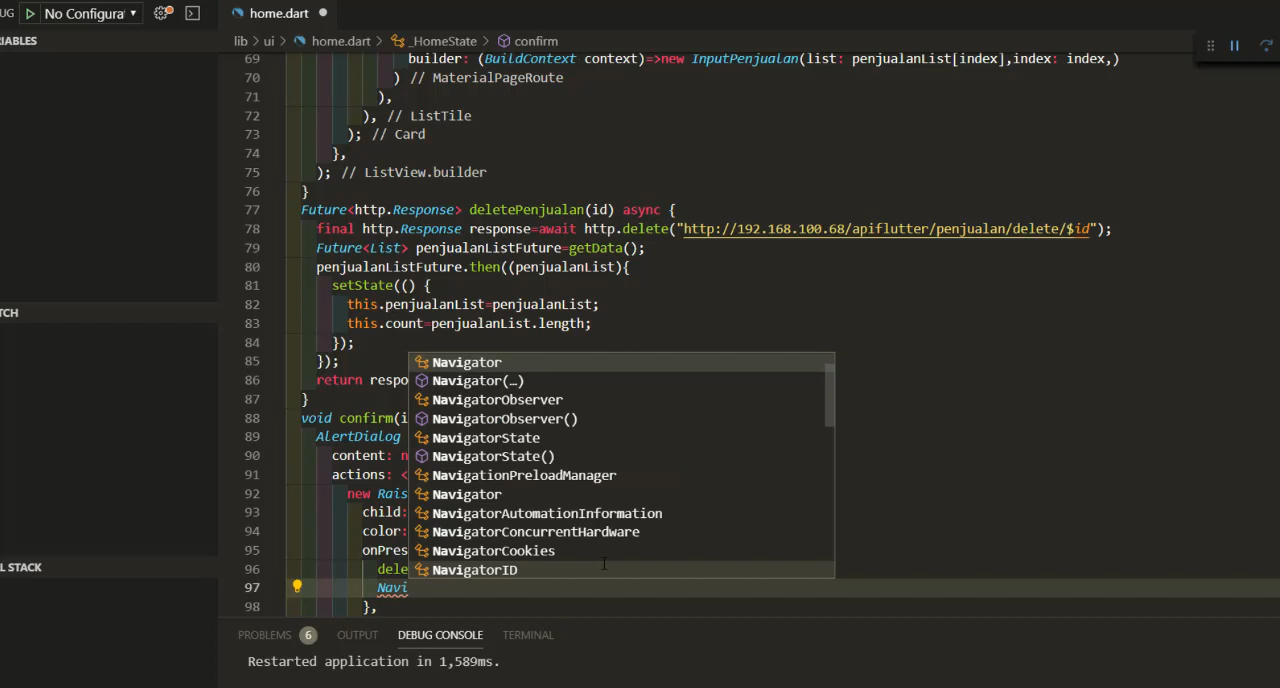 UG No Configurat
home.dart
IABLES
lib > ui > home.dart > _HomeState > confirm
69 builder: (BuildContext context)=>new InputPenjualan(list: penjualanList[index],index: index,)
70 ) // MaterialPageRoute
71 ),
72 ), // ListTile
73 ); // Card
74 },
75 ); // ListView.builder
76 }
77 Future<http.Response> deletePenjualan(id) async {
78 final http.Response response=await http.delete("http://192.168.100.68/apiflutter/penjualan/delete/$id");
79 Future<List> penjualanListFuture=getData();
80 penjualanListFuture.then((penjualanList){
81 setState(() {
82 this.penjualanList=penjualanList;
TCH
83 this.count=penjualanList.length;
84 });
85 });
86 return respo
87 }
88 void confirm(i
89 AlertDialog
90 content: n
91 actions: <
92 new Rais
93 child:
94 color:
95 onPres
96 dele
97 Navi
98 },
Navigator
Navigator(…)
NavigatorObserver
NavigatorObserver()
NavigatorState
NavigatorState()
NavigationPreloadManager
Navigator
NavigatorAutomationInformation
NavigatorConcurrentHardware
NavigatorCookies
NavigatorID
L STACK
PROBLEMS 6 OUTPUT DEBUG CONSOLE TERMINAL
Restarted application in 1,589ms.